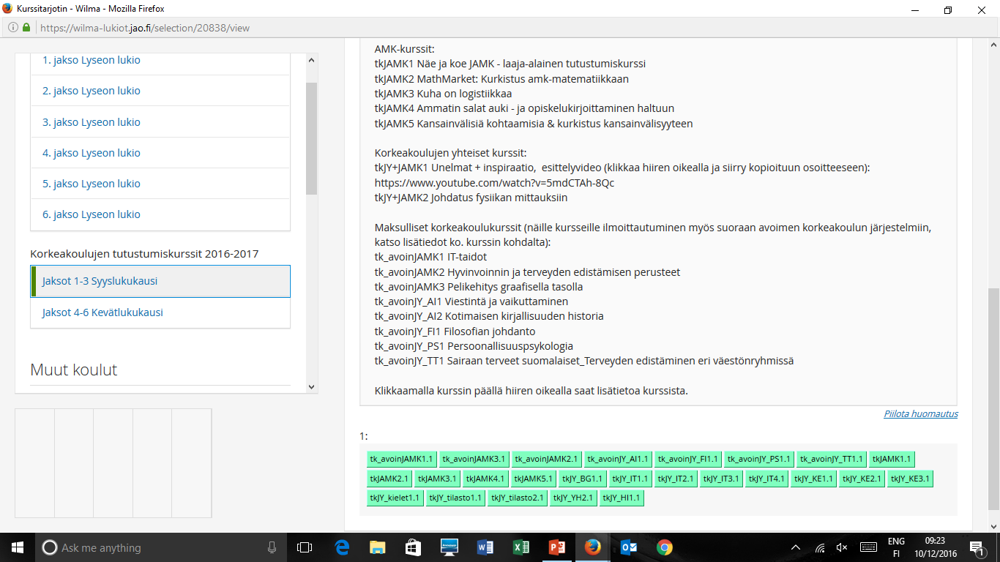 Kurssitarjotin - Wilma - Mozilla Firefox
https://wilma-lukiot.jao.fi/selection/20838/view
1. jakso Lyseon lukio
2. jakso Lyseon lukio
3. jakso Lyseon lukio
4. jakso Lyseon lukio
5. jakso Lyseon lukio
6. jakso Lyseon lukio
Korkeakoulujen tutustumiskurssit 2016-2017
Jaksot 1-3 Syyslukukausi
Jaksot 4-6 Kevätlukukausi
Muut koulut
AMK-kurssit:
tkJAMK1 Näe ja koe JAMK - laaja-alainen tutustumiskurssi
tkJAMK2 MathMarket: Kurkistus amk-matematiikkaan
tkJAMK3 Kuha on logistiikkaa
tkJAMK4 Ammatin salat auki - ja opiskelukirjoittaminen haltuun
tkJAMK5 Kansainvälisiä kohtaamisia & kurkistus kansainvälisyyteen
Korkeakoulujen yhteiset kurssit:
tkJY+JAMK1 Unelmat + inspiraatio, esittelyvideo (klikkaa hiiren oikealla ja siirry kopioituun osoitteeseen):
https://www.youtube.com/watch?v=5mdCTAh-8Qc
tkJY+JAMK2 Johdatus fysiikan mittauksiin
Maksulliset korkeakoulukurssit (näille kursseille ilmoittautuminen myös suoraan avoimen korkeakoulun järjestelmiin,
katso lisätiedot ko. kurssin kohdalta):
tk_avoinJAMK1 IT-taidot
tk_avoinJAMK2 Hyvinvoinnin ja terveyden edistämisen perusteet
tk_avoinJAMK3 Pelikehitys graafisella tasolla
tk_avoinJY_AI1 Viestintä ja vaikuttaminen
tk_avoinJY_AI2 Kotimaisen kirjallisuuden historia
tk_avoinJY_FI1 Filosofian johdanto
tk_avoinJY_PS1 Persoonallisuuspsykologia
tk_avoinJY_TT1 Sairaan terveet suomalaiset_Terveyden edistäminen eri väestönryhmissä
Klikkaamalla kurssin päällä hiiren oikealla saat lisätietoa kurssista.
Piilota huomautus
1:
tk_avoinJAMK1.1 tk_avoinJAMK3.1 tk_avoinJAMK2.1 tk_avoinJY_AI1.1 tk_avoinJY_FI1.1 tk_avoinJY_PS1.1 tk_avoinJY_TT1.1 tkJAMK1.1
tkJAMK2.1 tkJAMK3.1 tkJAMK4.1 tkJAMK5.1 tkJY_BG1.1 tkJY_IT1.1 tkJY_IT2.1 tkJY_IT3.1 tkJY_IT4.1 tkJY_KE1.1 tkJY_KE2.1 tkJY_KE3.1
tkJY_kielet1.1 tkJY_tilasto1.1 tkJY_tilasto2.1 tkJY_YH2.1 tkJY_HI1.1
Ask me anything
ENG
FI
09:23
10/12/2016
1